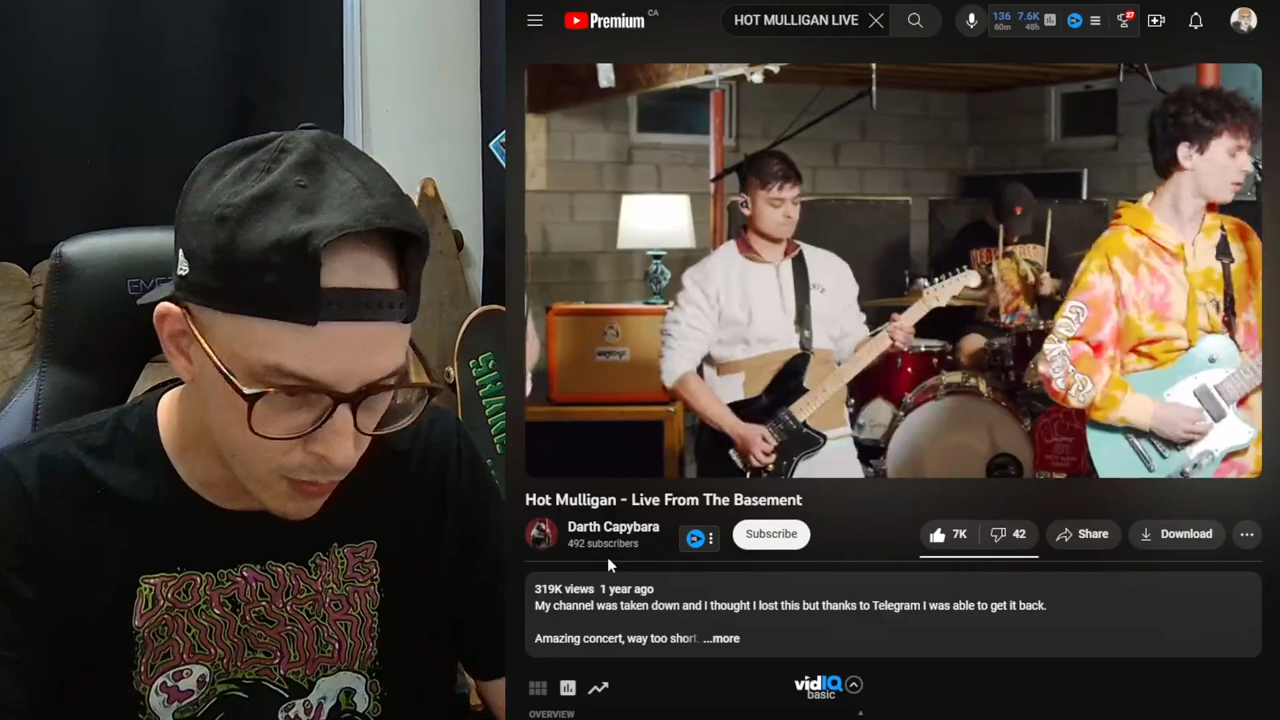 Premium CA
HOT MULLIGAN LIVE
136 7.6K
60m 48h
27
EME
SHAKE
Hot Mulligan - Live From The Basement
Darth Capybara
492 subscribers
Subscribe
7K
42
Share
Download
319K views 1 year ago
My channel was taken down and I thought I lost this but thanks to Telegram I was able to get it back.
Amazing concert, way too short. ...more
vidIQ
basic
OVERVIEW